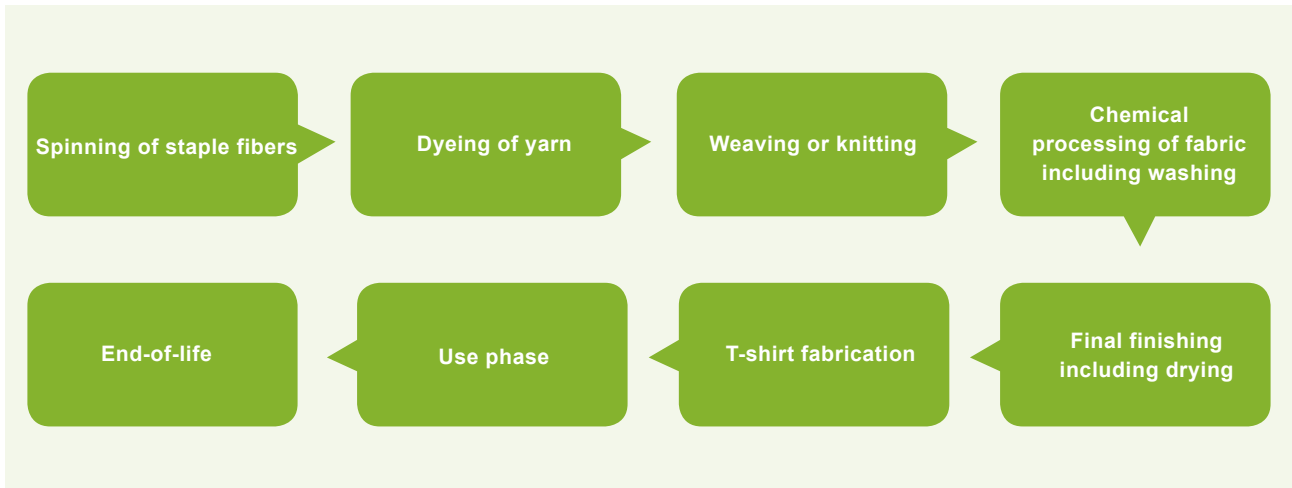 Spinning of staple fibers
Dyeing of yarn
Weaving or knitting
Chemical
processing of fabric
including washing
Final finishing
including drying
T-shirt fabrication
Use phase
End-of-life